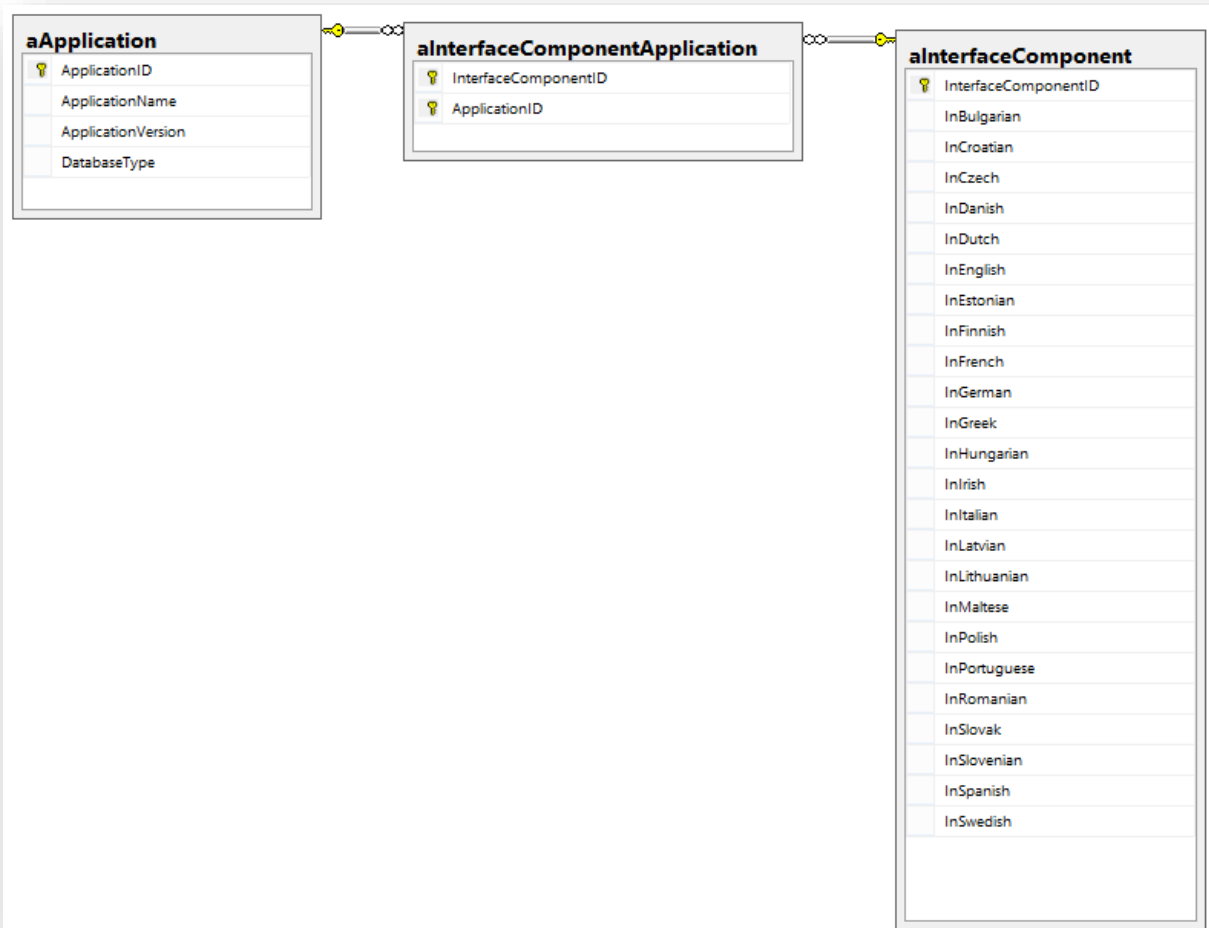 aApplication
ApplicationID
ApplicationName
ApplicationVersion
DatabaseType
aInterfaceComponentApplication
InterfaceComponentID
ApplicationID
aInterfaceComponent
InterfaceComponentID
InBulgarian
InCroatian
InCzech
InDanish
InDutch
InEnglish
InEstonian
InFinnish
InFrench
InGerman
InGreek
InHungarian
InIrish
InItalian
InLatvian
InLithuanian
InMaltese
InPolish
InPortuguese
InRomanian
InSlovak
InSlovenian
InSpanish
InSwedish